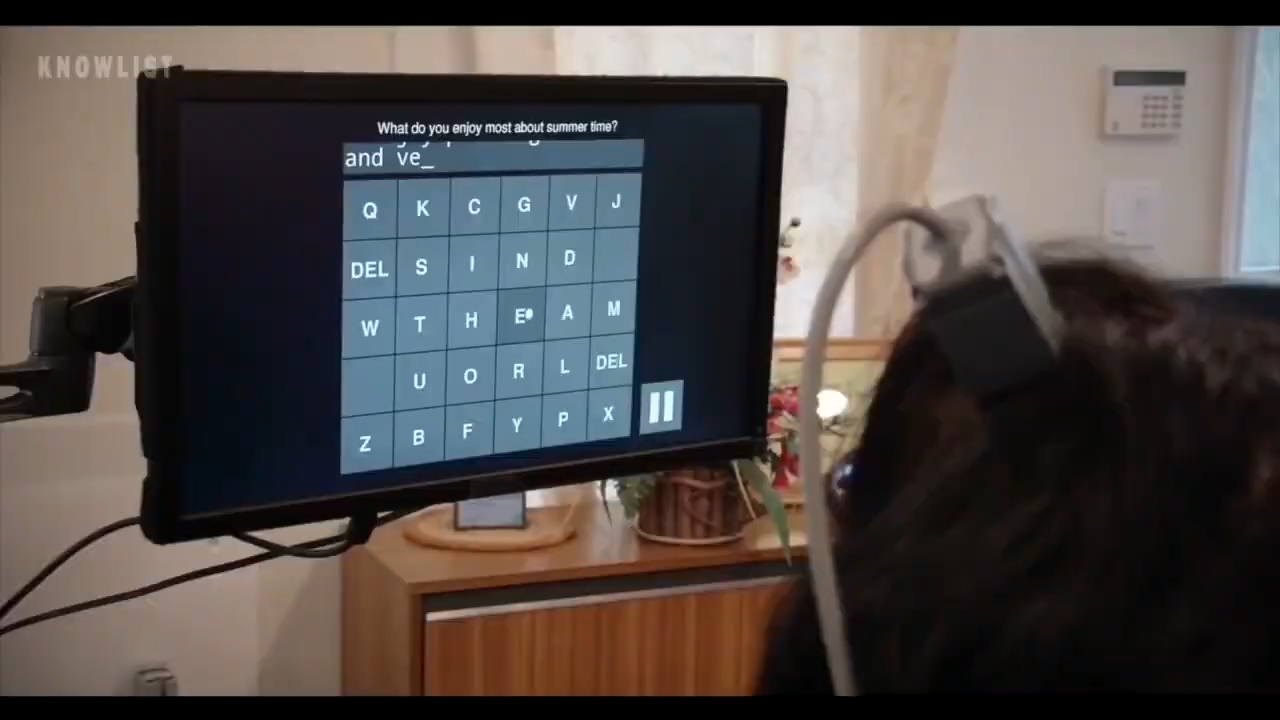 KNOWLIST
What do you enjoy most about summer time?
and ve_
Q K C G V J
DEL S I N D
W T H E A M
U O R L DEL
Z B F Y P X